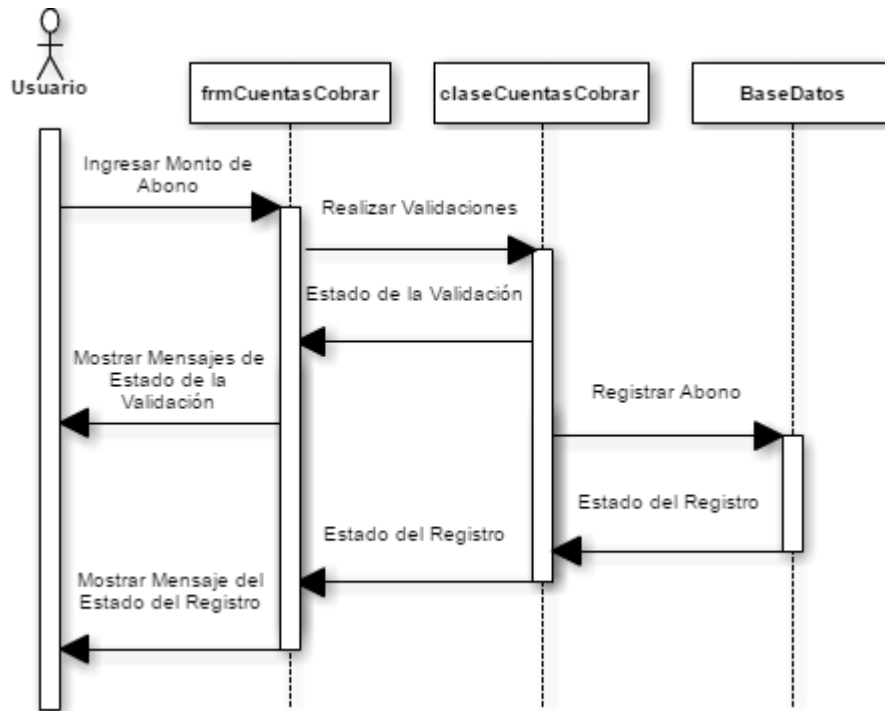 Usuario
frmCuentasCobrar
claseCuentasCobrar
BaseDatos
Ingresar Monto de
Abono
Realizar Validaciones
Estado de la Validación
Mostrar Mensajes de
Estado de la
Validación
Registrar Abono
Estado del Registro
Estado del Registro
Mostrar Mensaje del
Estado del Registro